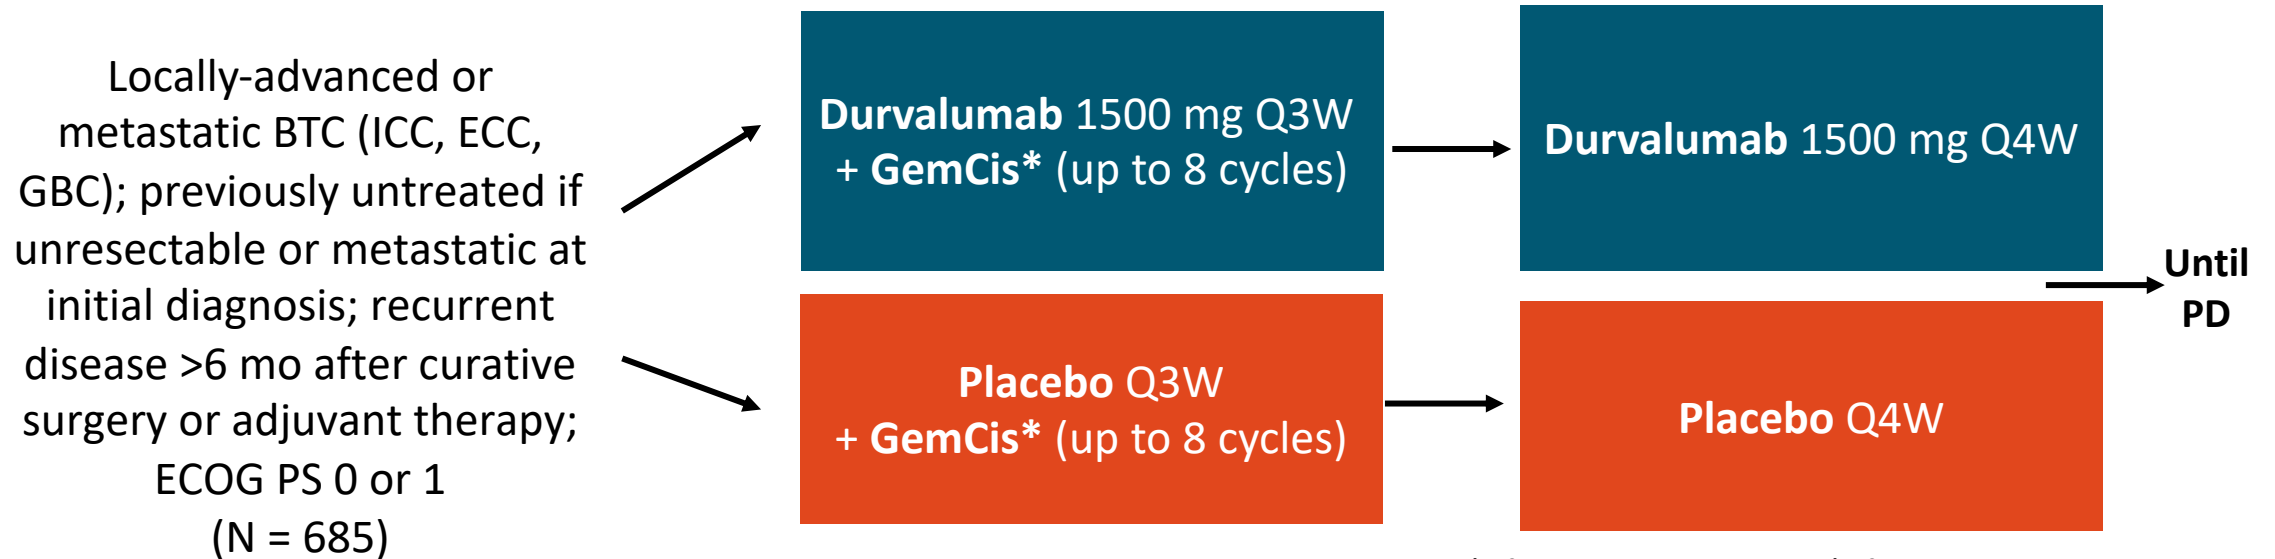 Locally-advanced or
metastatic BTC (ICC, ECC,
GBC); previously untreated if
unresectable or metastatic at
initial diagnosis; recurrent
disease >6 mo after curative
surgery or adjuvant therapy;
ECOG PS 0 or 1
(N = 685)
Durvalumab 1500 mg Q3W
+ GemCis* (up to 8 cycles)
Durvalumab 1500 mg Q4W
Placebo Q3W
+ GemCis* (up to 8 cycles)
Placebo Q4W
Until
PD